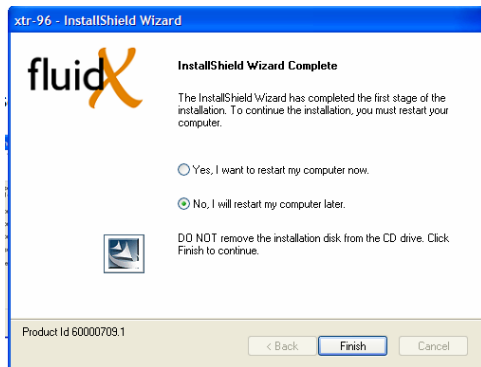 xtr-96 - InstallShield Wizard
fluidX
InstallShield Wizard Complete
The InstallShield Wizard has completed the first stage of the
installation. To continue the installation, you must restart your
computer.
Yes, I want to restart my computer now.
No, I will restart my computer later.
DO NOT remove the installation disk from the CD drive. Click
Finish to continue.
Product Id 60000709.1
< Back
Finish
Cancel